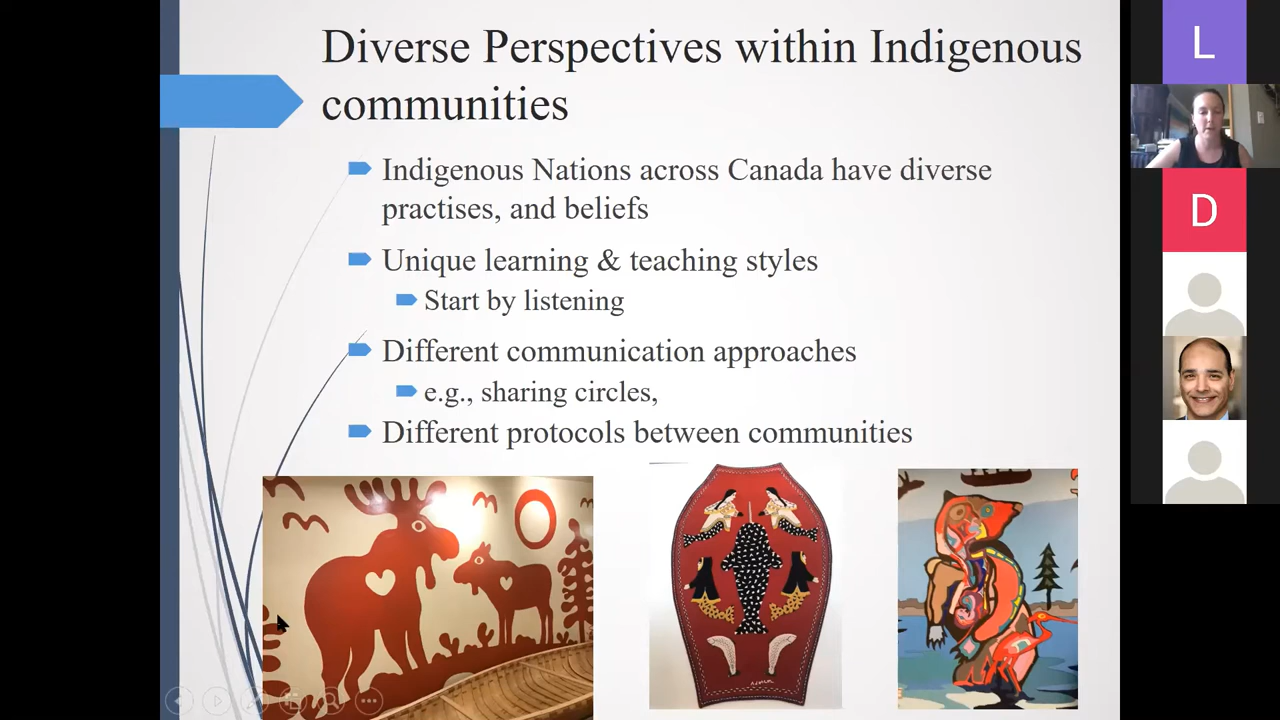 Diverse Perspectives within Indigenous
communities
Indigenous Nations across Canada have diverse
practises, and beliefs
Unique learning & teaching styles
Start by listening
Different communication approaches
e.g., sharing circles,
Different protocols between communities
L
D